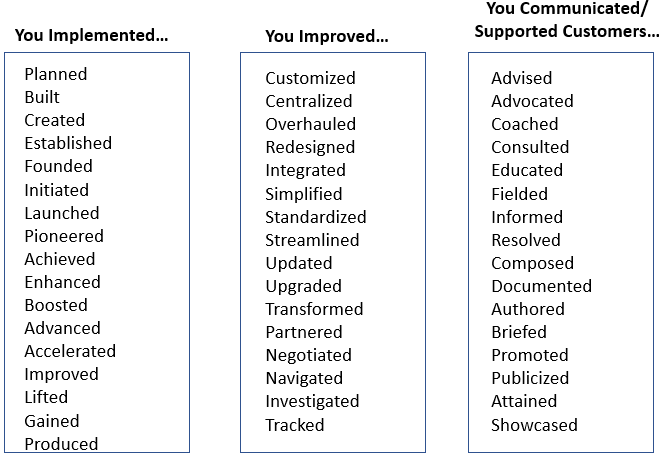 You Implemented...
Planned
Built
Created
Established
Founded
Initiated
Launched
Pioneered
Achieved
Enhanced
Boosted
Advanced
Accelerated
Improved
Lifted
Gained
Produced
You Improved...
Customized
Centralized
Overhauled
Redesigned
Integrated
Simplified
Standardized
Streamlined
Updated
Upgraded
Transformed
Partnered
Negotiated
Navigated
Investigated
Tracked
You Communicated/
Supported Customers...
Advised
Advocated
Coached
Consulted
Educated
Fielded
Informed
Resolved
Composed
Documented
Authored
Briefed
Promoted
Publicized
Attained
Showcased